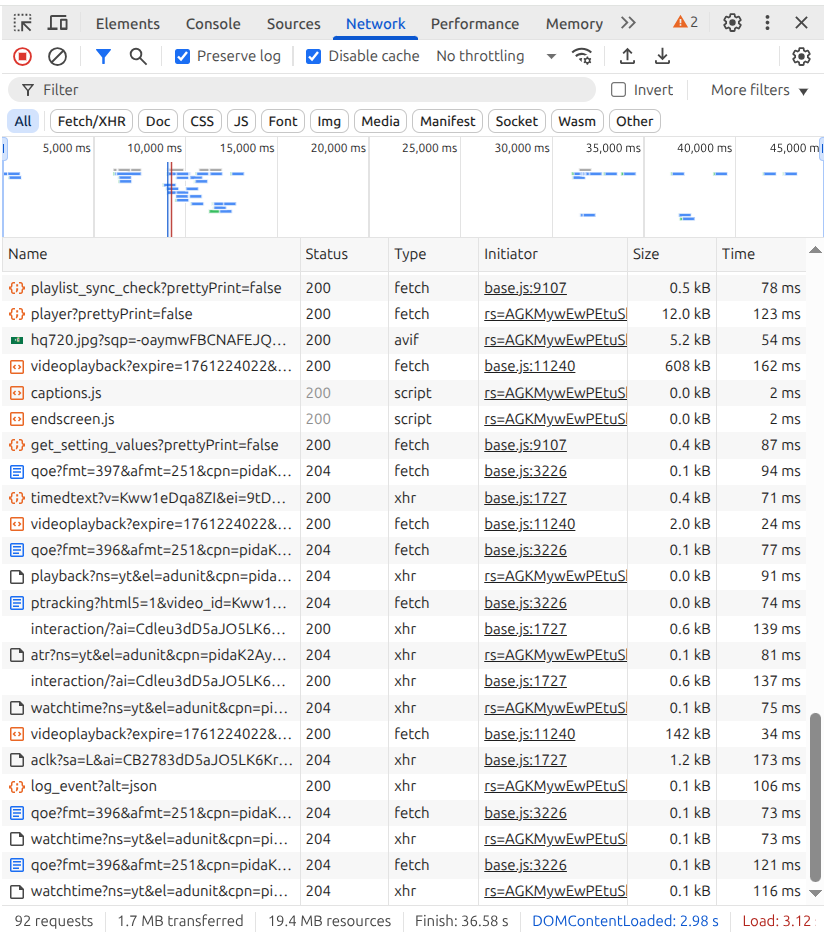 Elements Console Sources Network Performance Memory 2
Preserve log Disable cache No throttling
Filter Invert More filters
All Fetch/XHR Doc CSS JS Font Img Media Manifest Socket Wasm Other
5,000 ms 10,000 ms 15,000 ms 20,000 ms 25,000 ms 30,000 ms 35,000 ms 40,000 ms 45,000 m
Name Status Type Initiator Size Time
playlist_sync_check?prettyPrint=false 200 fetch base.js:9107 0.5 kB 78 ms
player?prettyPrint=false 200 fetch rs=AGKMywEwPEtuSl 12.0 kB 123 ms
hq720.jpg?sqp=-oaymwFBCNAFEJQ... 200 avif rs=AGKMywEwPEtuSl 5.2 kB 54 ms
videoplayback?expire=1761224022&... 200 fetch base.js:11240 608 kB 162 ms
captions.js 200 script rs=AGKMywEwPEtuSl 0.0 kB 2 ms
endscreen.js 200 script rs=AGKMywEwPEtuSl 0.0 kB 2 ms
get_setting_values?prettyPrint=false 200 fetch base.js:9107 0.4 kB 87 ms
qoe?fmt=397&afmt=251&cpn=pidaK... 204 fetch base.js:3226 0.1 kB 94 ms
timedtext?v=Kww1eDqa8ZI&ei=9tD... 200 xhr base.js:1727 0.4 kB 71 ms
videoplayback?expire=1761224022&... 200 fetch base.js:11240 2.0 kB 24 ms
qoe?fmt=396&afmt=251&cpn=pidaK... 204 fetch base.js:3226 0.1 kB 77 ms
playback?ns=yt&el=adunit&cpn=pida... 204 xhr rs=AGKMywEwPEtuSl 0.0 kB 91 ms
ptracking?html5=1&video_id=Kww1... 204 fetch base.js:3226 0.0 kB 74 ms
interaction/?ai=Cdleu3dD5aJO5LK6... 200 xhr base.js:1727 0.6 kB 139 ms
atr?ns=yt&el=adunit&cpn=pidaK2Ay... 204 xhr rs=AGKMywEwPEtuSl 0.1 kB 81 ms
interaction/?ai=Cdleu3dD5aJO5LK6... 200 xhr base.js:1727 0.6 kB 137 ms
watchtime?ns=yt&el=adunit&cpn=pi... 204 xhr rs=AGKMywEwPEtuSl 0.1 kB 75 ms
videoplayback?expire=1761224022&... 200 fetch base.js:11240 142 kB 34 ms
aclk?sa=L&ai=CB2783dD5aJO5LK6Kr... 204 xhr base.js:1727 1.2 kB 173 ms
log_event?alt=json 200 xhr rs=AGKMywEwPEtuSl 0.1 kB 106 ms
qoe?fmt=396&afmt=251&cpn=pidaK... 204 fetch base.js:3226 0.1 kB 73 ms
watchtime?ns=yt&el=adunit&cpn=pi... 204 xhr rs=AGKMywEwPEtuSl 0.1 kB 73 ms
qoe?fmt=396&afmt=251&cpn=pidaK... 204 fetch base.js:3226 0.1 kB 121 ms
watchtime?ns=yt&el=adunit&cpn=pi... 204 xhr rs=AGKMywEwPEtuSl 0.1 kB 116 ms
92 requests 1.7 MB transferred 19.4 MB resources Finish: 36.58 s DOMContentLoaded: 2.98 s Load: 3.12